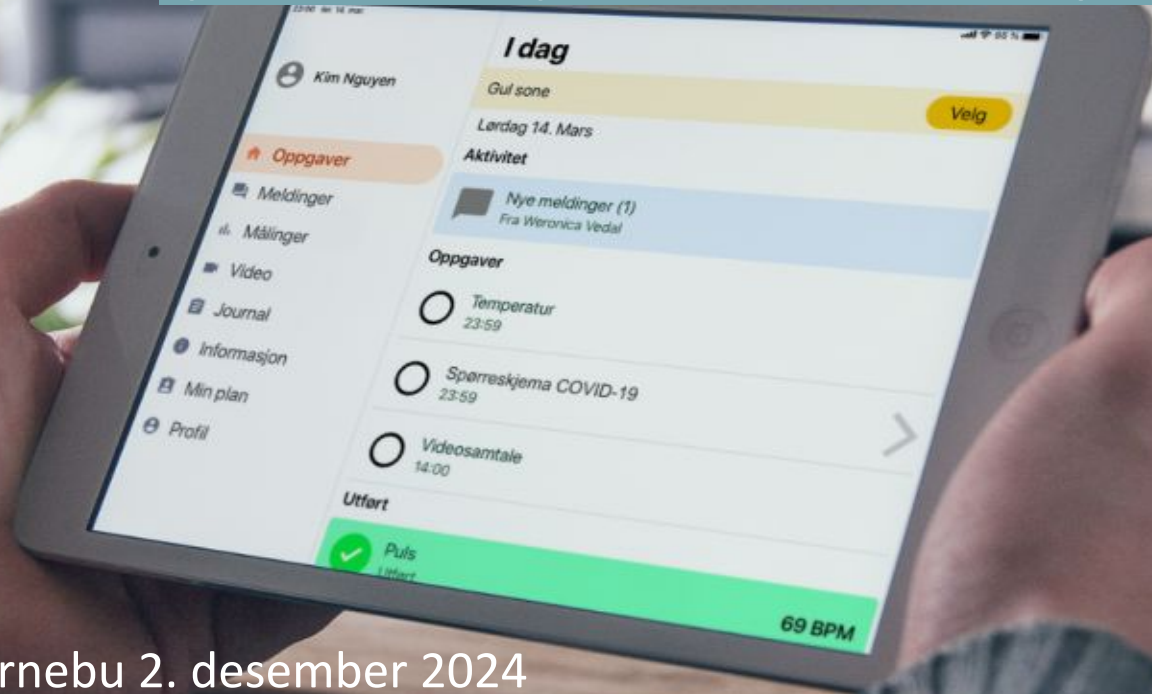 I dag
Kim Nguyen
Gul sone
Velg
Lørdag 14. Mars
Aktivitet
Oppgaver
Meldinger
Målinger
Video
Journal
Informasjon
Min plan
Profil
Nye meldinger (1)
Fra Weronica Vedal
Oppgaver
Temperatur
23:59
Spørreskjema COVID-19
23:59
Videosamtale
14:00
Utført
Puls
Utført
69 BPM
rnebu 2. desember 2024